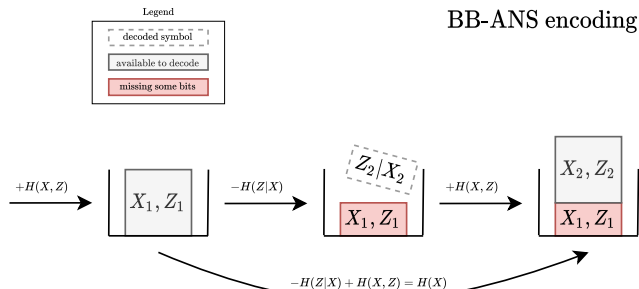 BB-ANS encoding
Legend
decoded symbol
available to decode
missing some bits
+H(X, Z)
X₁, Z₁
−H(Z|X)
Z₂|X₂
X₁, Z₁
+H(X, Z)
X₂, Z₂
X₁, Z₁
−H(Z|X) + H(X, Z) = H(X)